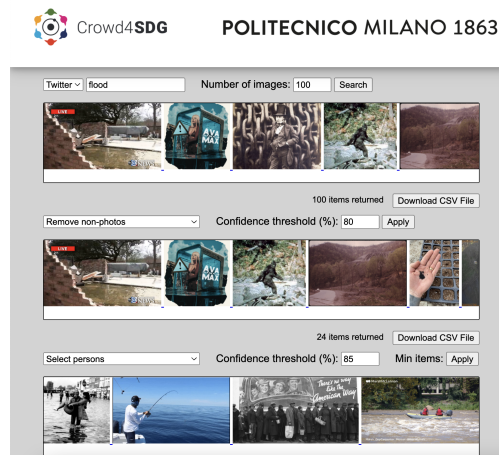 Crowd4SDG
POLITECNICO MILANO 1863
Twitter flood Number of images: 100 Search
LIVE
AVA
MAX
100 items returned Download CSV File
Remove non-photos Confidence threshold (%): 80 Apply
LIVE
AVA
MAX
24 items returned Download CSV File
Select persons Confidence threshold (%): 85 Min items: Apply
There's no way
like the
American Way